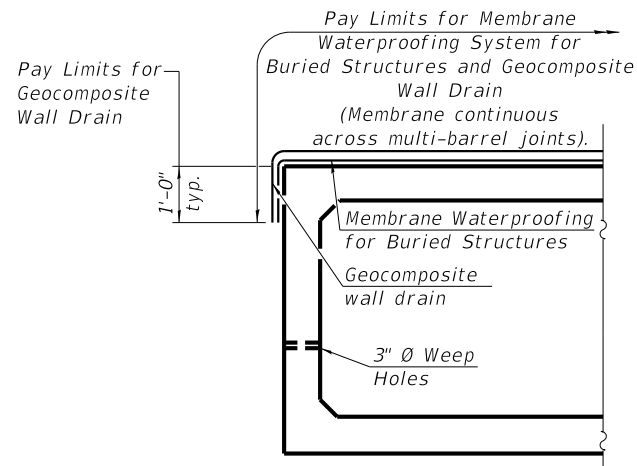 Pay Limits for Membrane
Waterproofing System for
Buried Structures and Geocomposite
Wall Drain
(Membrane continuous
across multi-barrel joints).
Pay Limits for
Geocomposite
Wall Drain
1'-0"
typ.
Membrane Waterproofing
for Buried Structures
Geocomposite
wall drain
3" Ø Weep
Holes